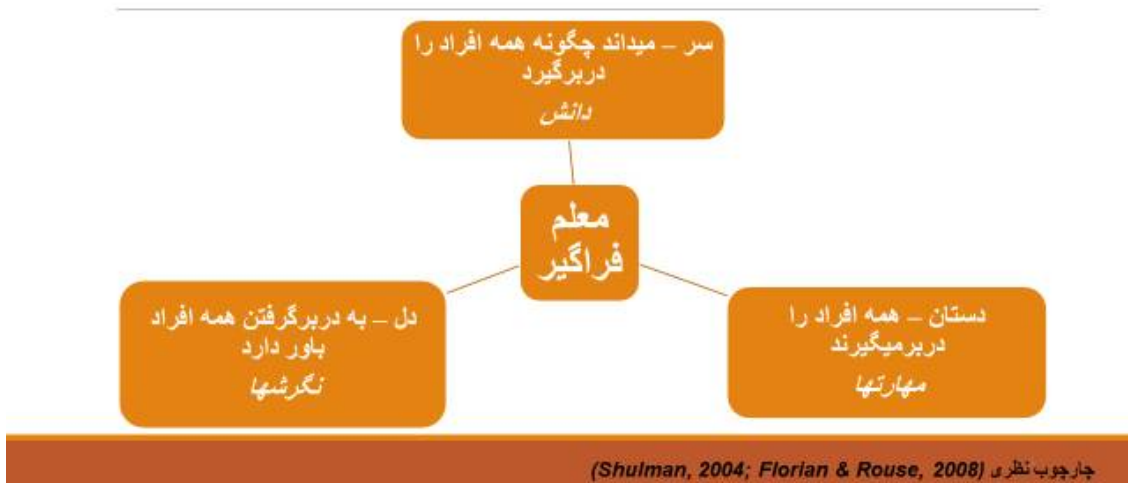 سر – میداند چگونه همه افراد را
دربرگیرد
دانش
معلم
فراگیر
دل – به دربرگرفتن همه افراد
باور دارد
نگرشها
دستان – همه افراد را
دربرمیگیرند
مهارتها
چارچوب نظری (Shulman, 2004; Florian & Rouse, 2008)